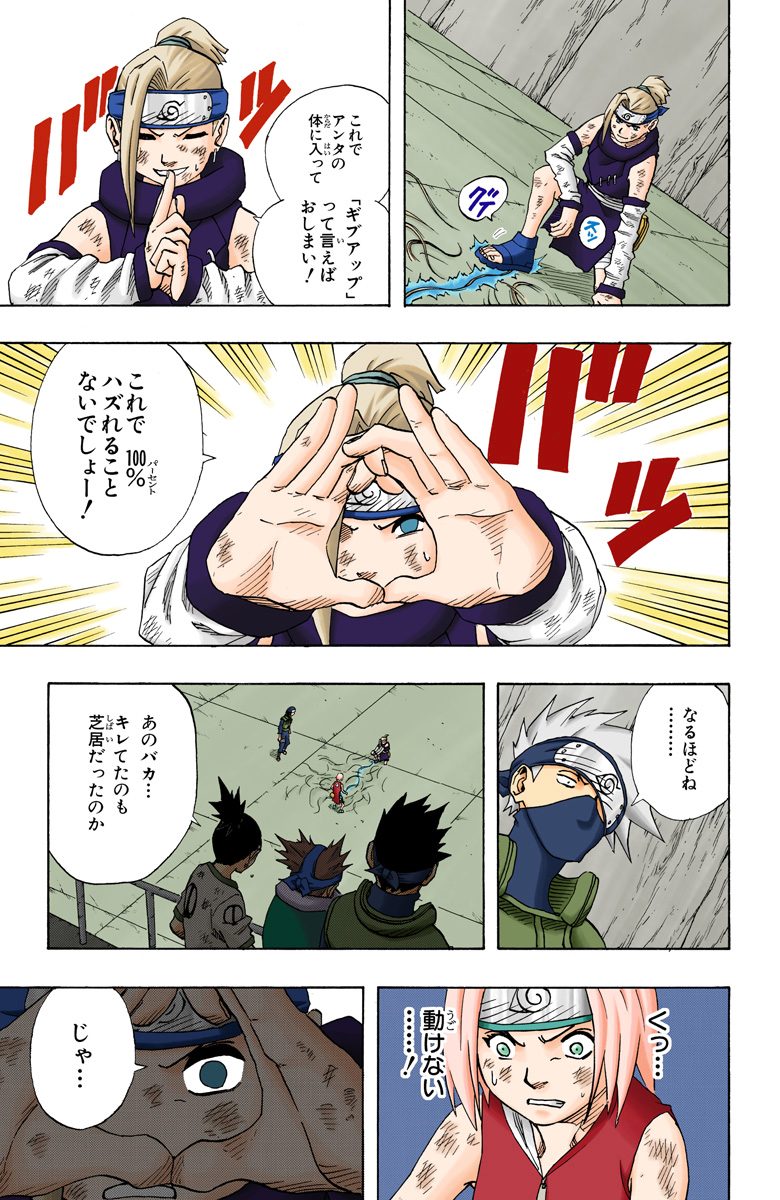 グイ
スッ
これで
アンタの
体に入って
「ギブアップ」
って言えば
おしまい!
バッ
バッ
これで
100%
ハズれること
ないでしょー!
なるほどね
………
あのバカ…
キレてたのも
芝居だったのか
くっ…
動けない
……!
じゃ…